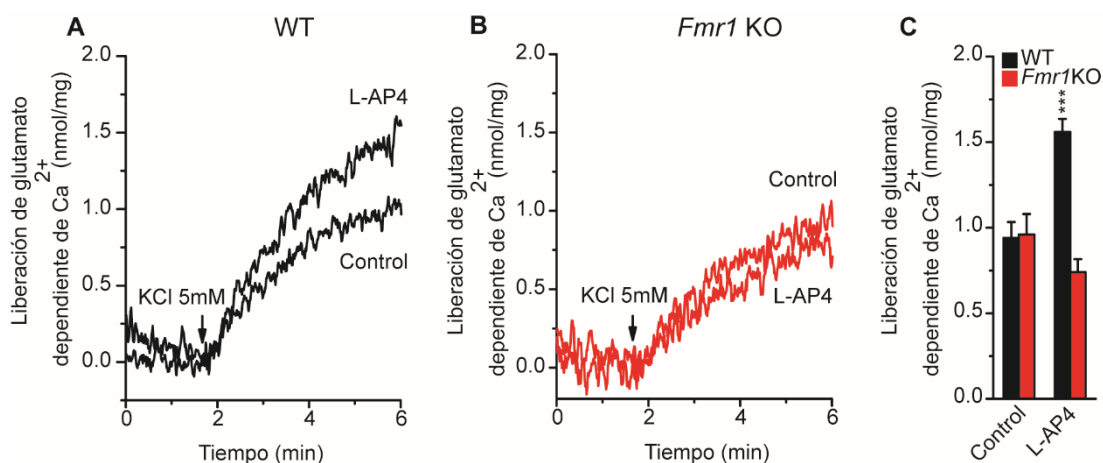 A
WT
Liberación de glutamato
dependiente de Ca2+ (nmol/mg)
2.0
1.5
1.0
0.5
0.0
L-AP4
Control
KCl 5mM
0
2
4
6
Tiempo (min)
B
Fmr1 KO
Liberación de glutamato
dependiente de Ca2+ (nmol/mg)
2.0
1.5
1.0
0.5
0.0
Control
KCl 5mM
L-AP4
0
2
4
6
Tiempo (min)
C
Liberación de glutamato
dependiente de Ca2+ (nmol/mg)
2.0
1.5
1.0
0.5
0.0
WT
Fmr1KO
***
Control
L-AP4